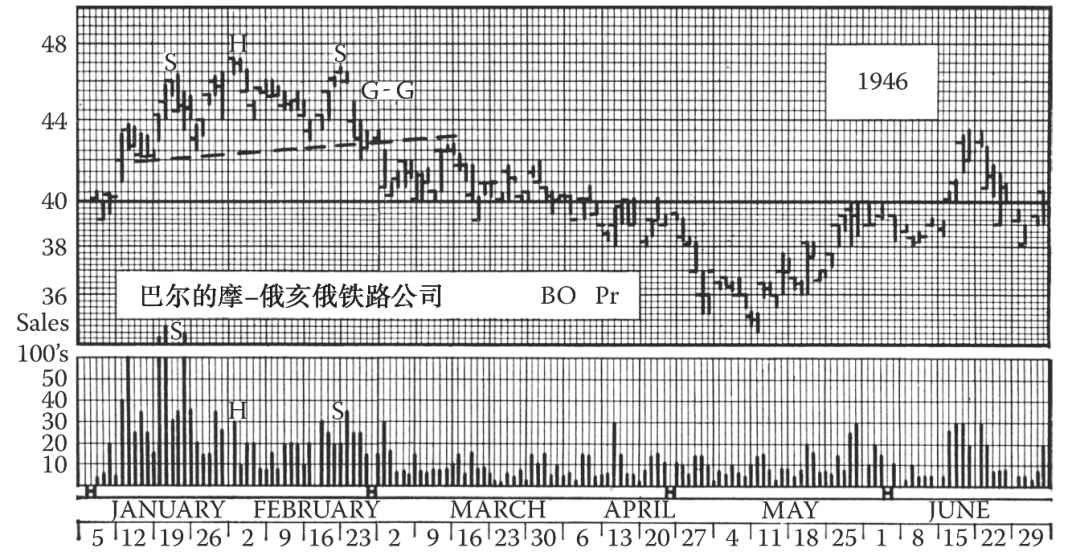 48
H
S
S
G - G
1946
44
40
38
36
巴尔的摩–俄亥俄铁路公司 BO Pr
Sales
100's
S
50
40
H
S
30
20
10
JANUARY FEBRUARY MARCH APRIL MAY JUNE
5 12 19 26 2 9 16 23 2 9 16 23 30 6 13 20 27 4 11 18 25 1 8 15 22 29